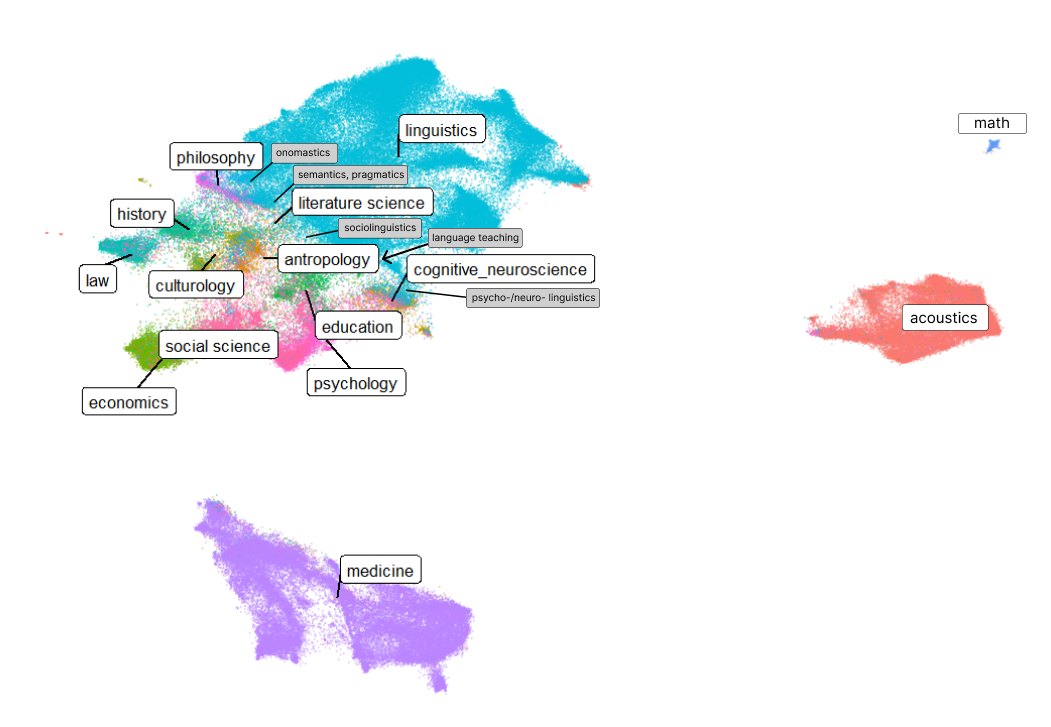 math
linguistics
onomastics
philosophy
semantics, pragmatics
literature science
history
sociolinguistics
language teaching
antropology
cognitive_neuroscience
law
culturology
psycho-/neuro- linguistics
acoustics
education
social science
psychology
economics
medicine